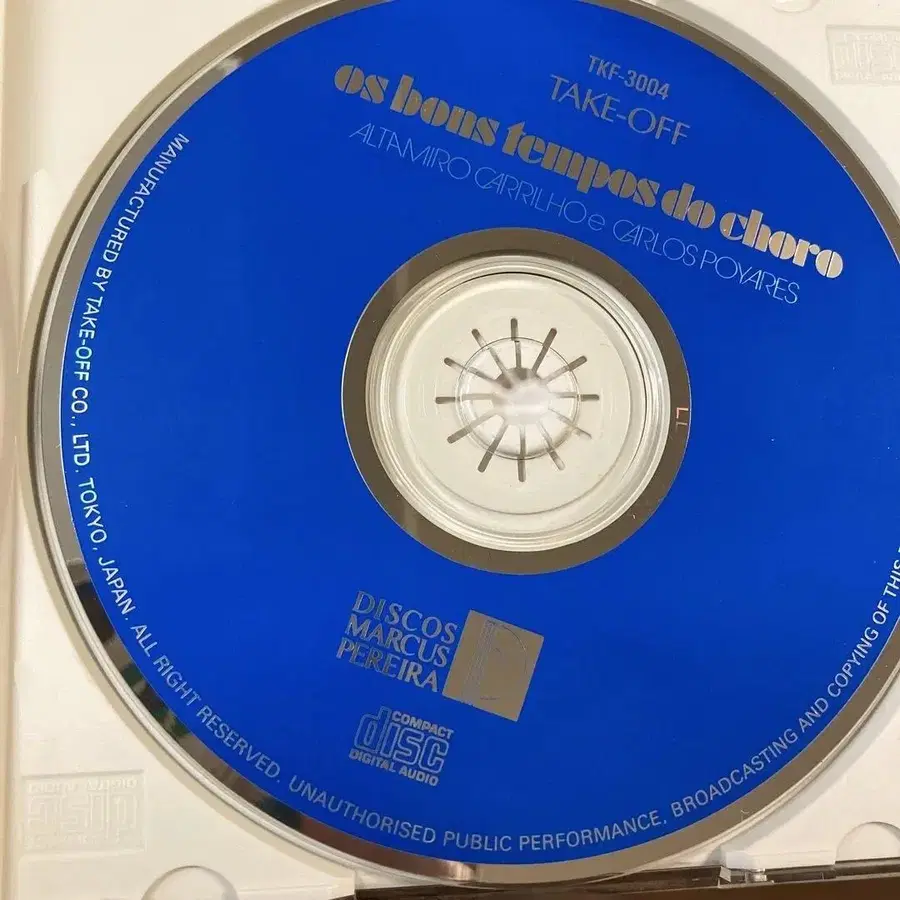 TKF-3004
TAKE-OFF
os bons tempos do choro
ALTAMIRO CARRILHO e CARLOS POYARES
DISCOS
MARCUS
PEREIRA
COMPACT
disc
DIGITAL AUDIO
MANUFACTURED BY TAKE-OFF CO., LTD. TOKYO, JAPAN. ALL RIGHT RESERVED. UNAUTHORISED PUBLIC PERFORMANCE, BROADCASTING AND COPYING OF THIS